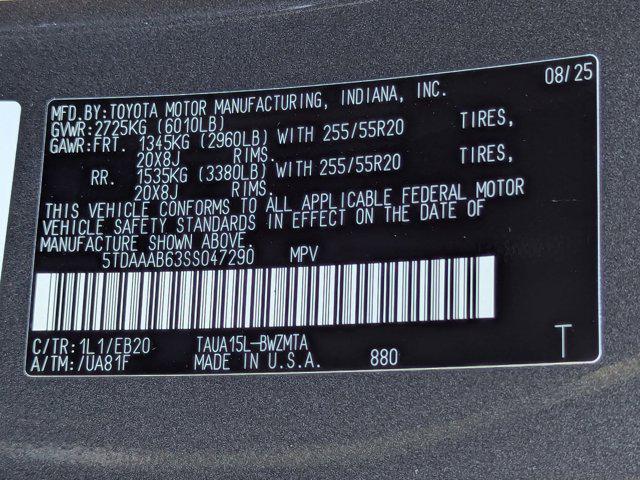 08/25
MFD.BY:TOYOTA MOTOR MANUFACTURING, INDIANA, INC.
GVWR:2725KG (6010LB)
GAWR:FRT. 1345KG (2960LB) WITH 255/55R20 TIRES,
20X8J RIMS.
RR. 1535KG (3380LB) WITH 255/55R20 TIRES,
20X8J RIMS.
THIS VEHICLE CONFORMS TO ALL APPLICABLE FEDERAL MOTOR
VEHICLE SAFETY STANDARDS IN EFFECT ON THE DATE OF
MANUFACTURE SHOWN ABOVE.
5TDAAAB63SS047290 MPV
C/TR:1L1/EB20 TAUA15L-BWZMTA
A/TM:/UA81F MADE IN U.S.A. 880 T